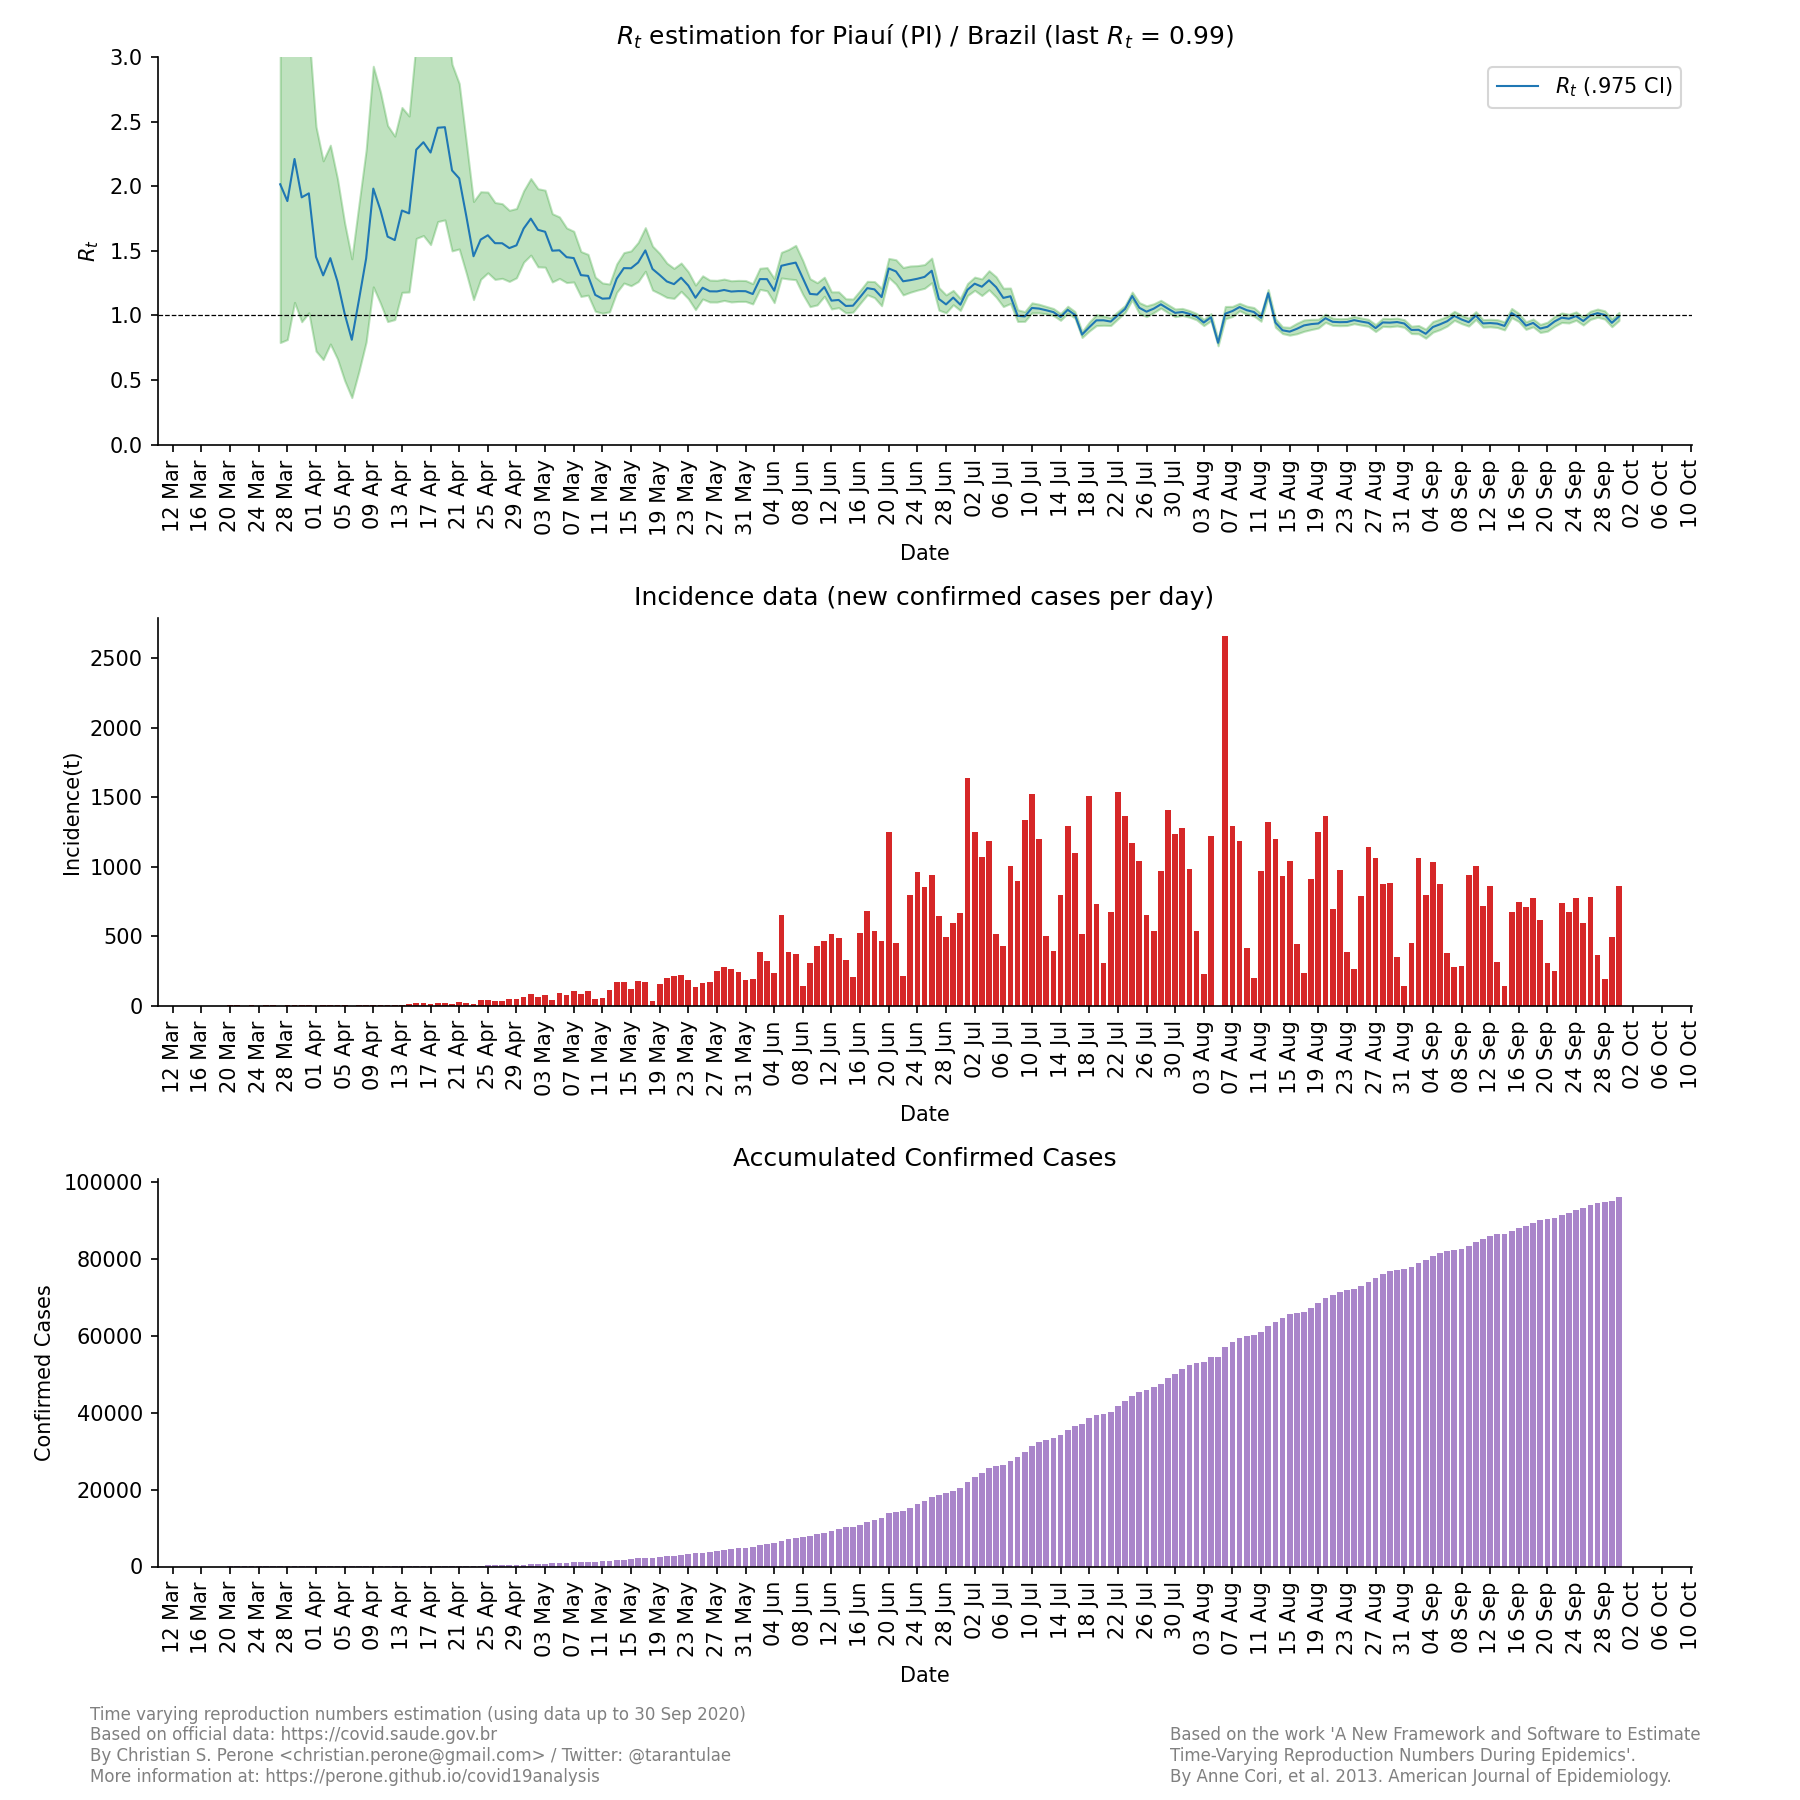 Rt estimation for Piauí (PI) / Brazil (last Rt = 0.99)
Rt (.975 CI)
3.0
2.5
2.0
1.5
1.0
0.5
0.0
Rt
12 Mar 16 Mar 20 Mar 24 Mar 28 Mar 01 Apr 05 Apr 09 Apr 13 Apr 17 Apr 21 Apr 25 Apr 29 Apr 03 May 07 May 11 May 15 May 19 May 23 May 27 May 31 May 04 Jun 08 Jun 12 Jun 16 Jun 20 Jun 24 Jun 28 Jun 02 Jul 06 Jul 10 Jul 14 Jul 18 Jul 22 Jul 26 Jul 30 Jul 03 Aug 07 Aug 11 Aug 15 Aug 19 Aug 23 Aug 27 Aug 31 Aug 04 Sep 08 Sep 12 Sep 16 Sep 20 Sep 24 Sep 28 Sep 02 Oct 06 Oct 10 Oct
Date
Incidence data (new confirmed cases per day)
2500
2000
1500
1000
500
0
Incidence(t)
12 Mar 16 Mar 20 Mar 24 Mar 28 Mar 01 Apr 05 Apr 09 Apr 13 Apr 17 Apr 21 Apr 25 Apr 29 Apr 03 May 07 May 11 May 15 May 19 May 23 May 27 May 31 May 04 Jun 08 Jun 12 Jun 16 Jun 20 Jun 24 Jun 28 Jun 02 Jul 06 Jul 10 Jul 14 Jul 18 Jul 22 Jul 26 Jul 30 Jul 03 Aug 07 Aug 11 Aug 15 Aug 19 Aug 23 Aug 27 Aug 31 Aug 04 Sep 08 Sep 12 Sep 16 Sep 20 Sep 24 Sep 28 Sep 02 Oct 06 Oct 10 Oct
Date
Accumulated Confirmed Cases
100000
80000
60000
40000
20000
0
Confirmed Cases
12 Mar 16 Mar 20 Mar 24 Mar 28 Mar 01 Apr 05 Apr 09 Apr 13 Apr 17 Apr 21 Apr 25 Apr 29 Apr 03 May 07 May 11 May 15 May 19 May 23 May 27 May 31 May 04 Jun 08 Jun 12 Jun 16 Jun 20 Jun 24 Jun 28 Jun 02 Jul 06 Jul 10 Jul 14 Jul 18 Jul 22 Jul 26 Jul 30 Jul 03 Aug 07 Aug 11 Aug 15 Aug 19 Aug 23 Aug 27 Aug 31 Aug 04 Sep 08 Sep 12 Sep 16 Sep 20 Sep 24 Sep 28 Sep 02 Oct 06 Oct 10 Oct
Date
Time varying reproduction numbers estimation (using data up to 30 Sep 2020)
Based on official data: https://covid.saude.gov.br
By Christian S. Perone <christian.perone@gmail.com> / Twitter: @tarantulae
More information at: https://perone.github.io/covid19analysis
Based on the work 'A New Framework and Software to Estimate
Time-Varying Reproduction Numbers During Epidemics'.
By Anne Cori, et al. 2013. American Journal of Epidemiology.